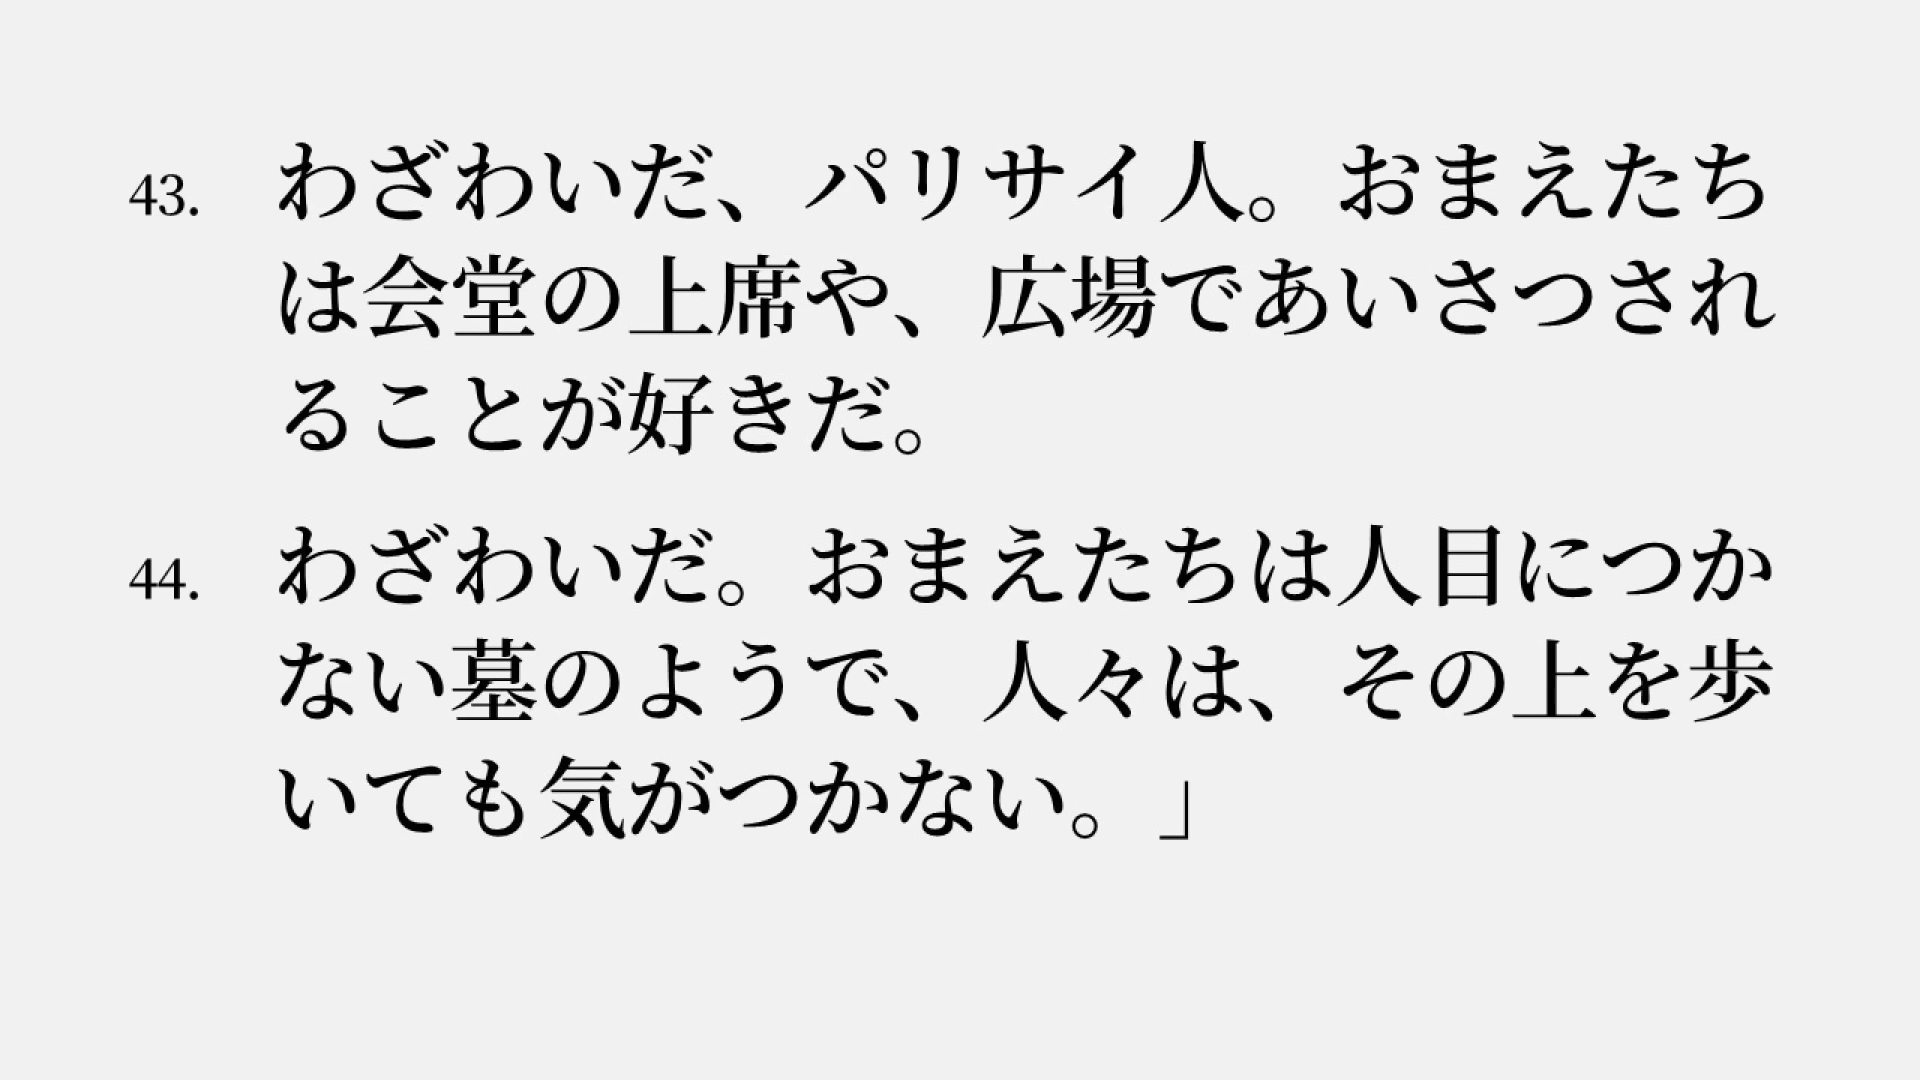 43. わざわいだ、パリサイ人。おまえたち
は会堂の上席や、広場であいさつされ
ることが好きだ。
44. わざわいだ。おまえたちは人目につか
ない墓のようで、人々は、その上を歩
いても気がつかない。」